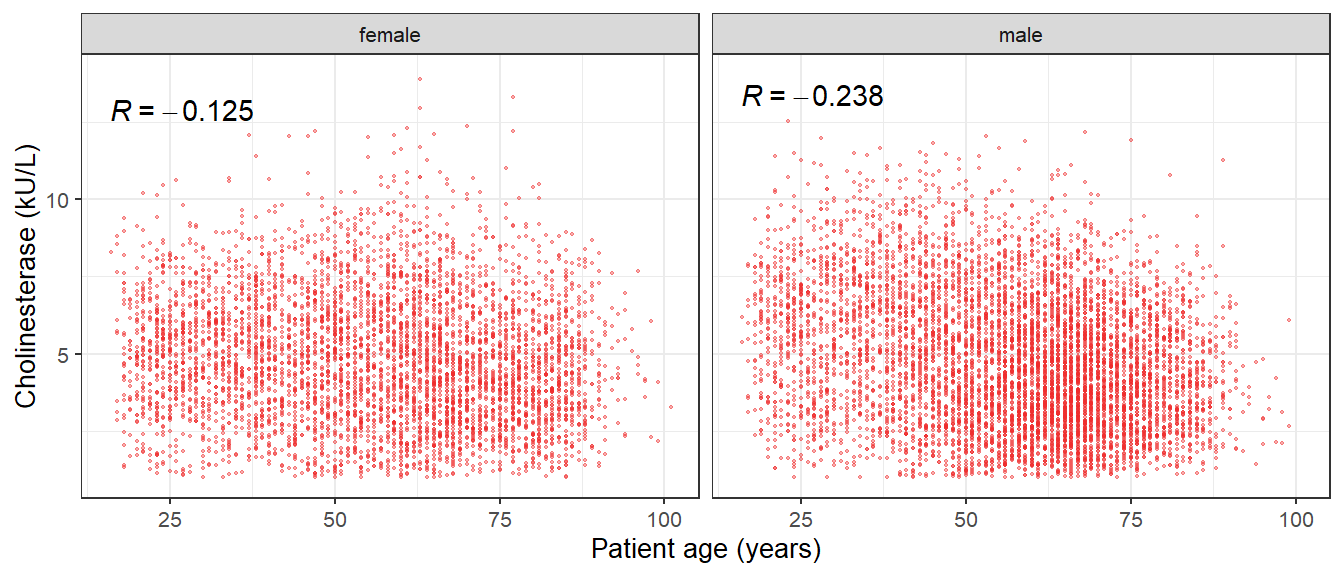 female
male
R = −0.125
R = −0.238
Cholinesterase (kU/L)
10
5
25
50
75
100
25
50
75
100
Patient age (years)